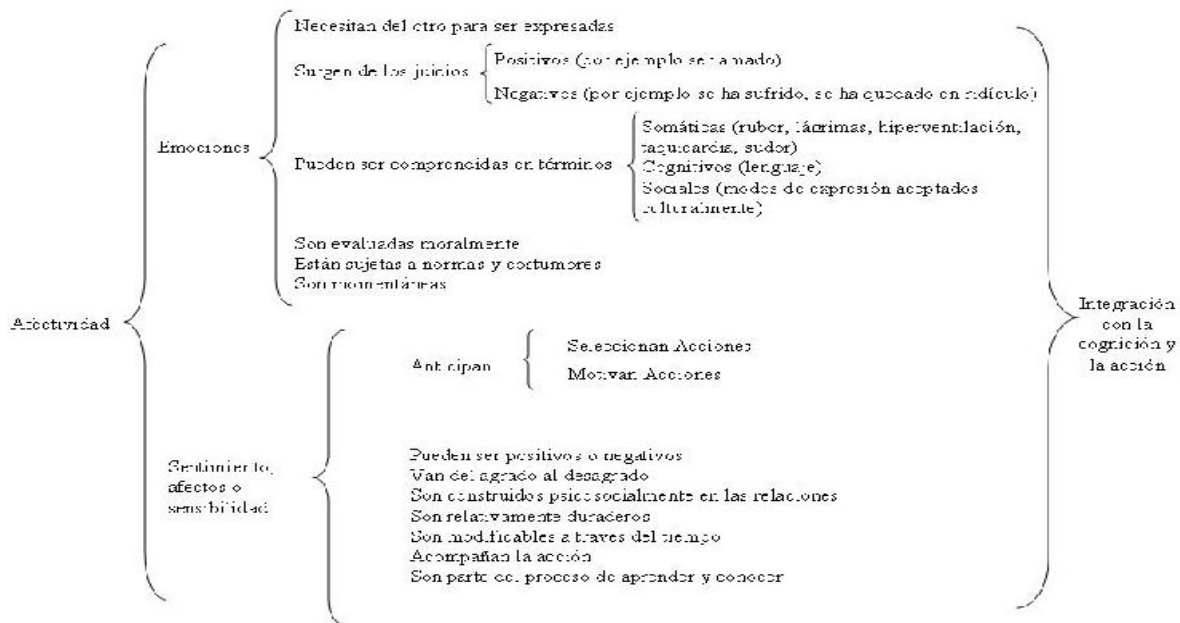 Necesitan del otro para ser expresadas
Surgen de los juicios
Positivos (por ejemplo ser amado)
Negativos (por ejemplo se ha sufrido, se ha quedado en ridículo)
Emociones
Pueden ser comprendidas en términos
Somáticas (rubor, lágrimas, hiperventilación,
taquicardia, sudor)
Cognitivos (lenguaje)
Sociales (modos de expresión aceptados
culturalmente)
Son evaluadas moralmente
Están sujetas a normas y costumbres
Son momentáneas
Afectividad
Anticipan
Seleccionan Acciones
Motivan Acciones
Sentimiento,
afectos o
sensibilidad
Pueden ser positivos o negativos
Van del agrado al desagrado
Son construidos psicosocialmente en las relaciones
Son relativamente duraderos
Son modificables a traves del tiempo
Acompañan la acción
Son parte del proceso de aprender y conocer
Integración
con la
cognición y
la acción